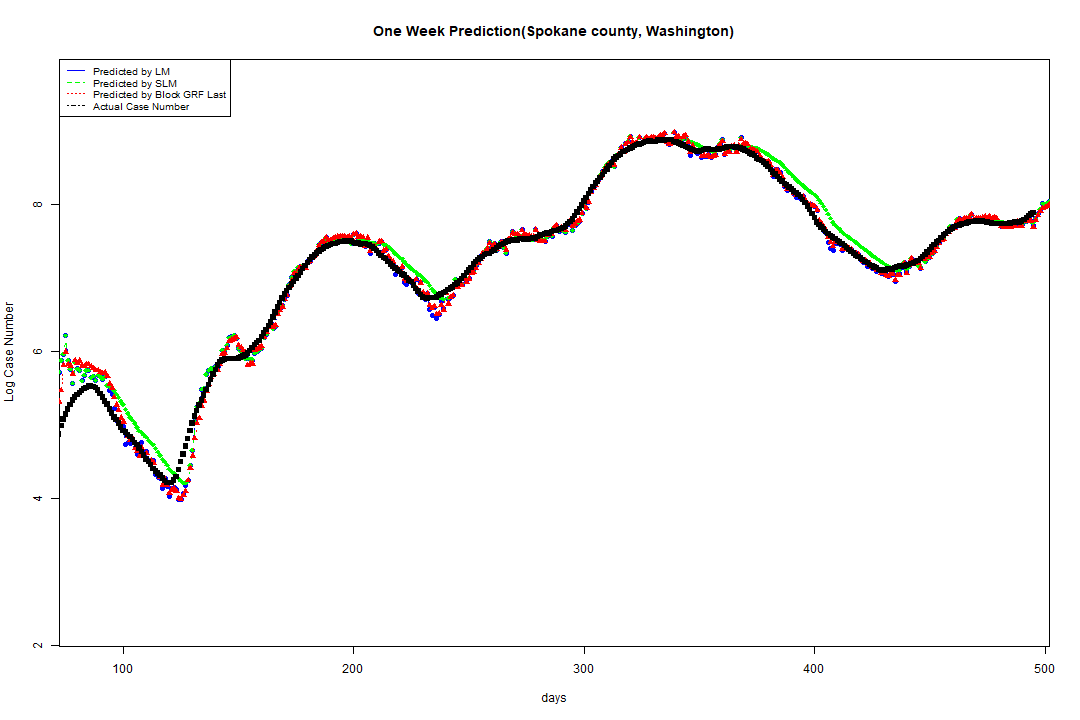 One Week Prediction(Spokane county, Washington)
Predicted by LM
Predicted by SLM
Predicted by Block GRF Last
Actual Case Number
8
6
4
2
Log Case Number
100 200 300 400 500
days